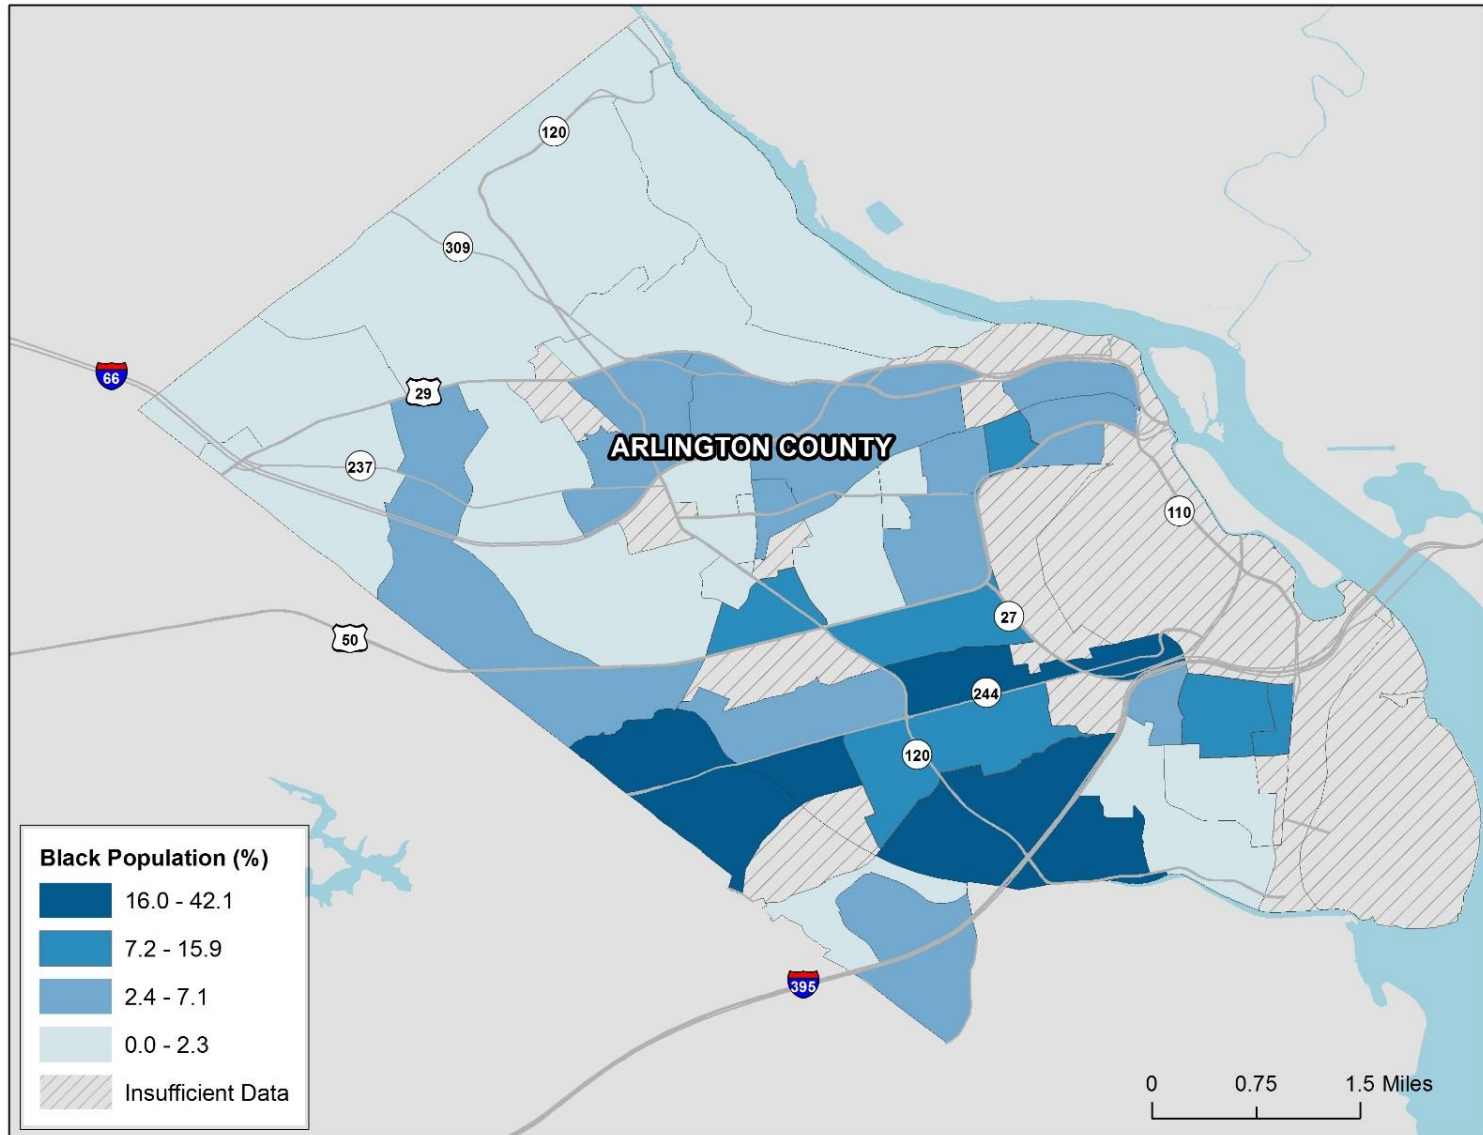 120
309
66
29
ARLINGTON COUNTY
237
110
50
27
244
120
395
Black Population (%)
16.0 - 42.1
7.2 - 15.9
2.4 - 7.1
0.0 - 2.3
Insufficient Data
0 0.75 1.5 Miles